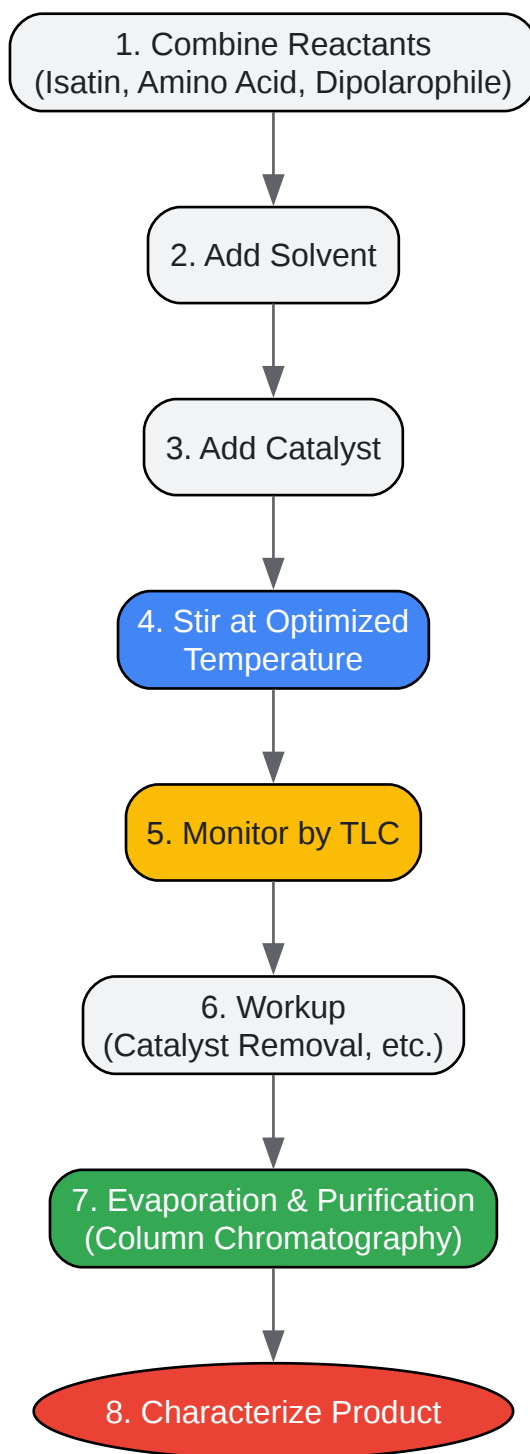 1. Combine Reactants
(Isatin, Amino Acid, Dipolarophile)
2. Add Solvent
3. Add Catalyst
4. Stir at Optimized
Temperature
5. Monitor by TLC
6. Workup
(Catalyst Removal, etc.)
7. Evaporation & Purification
(Column Chromatography)
8. Characterize Product